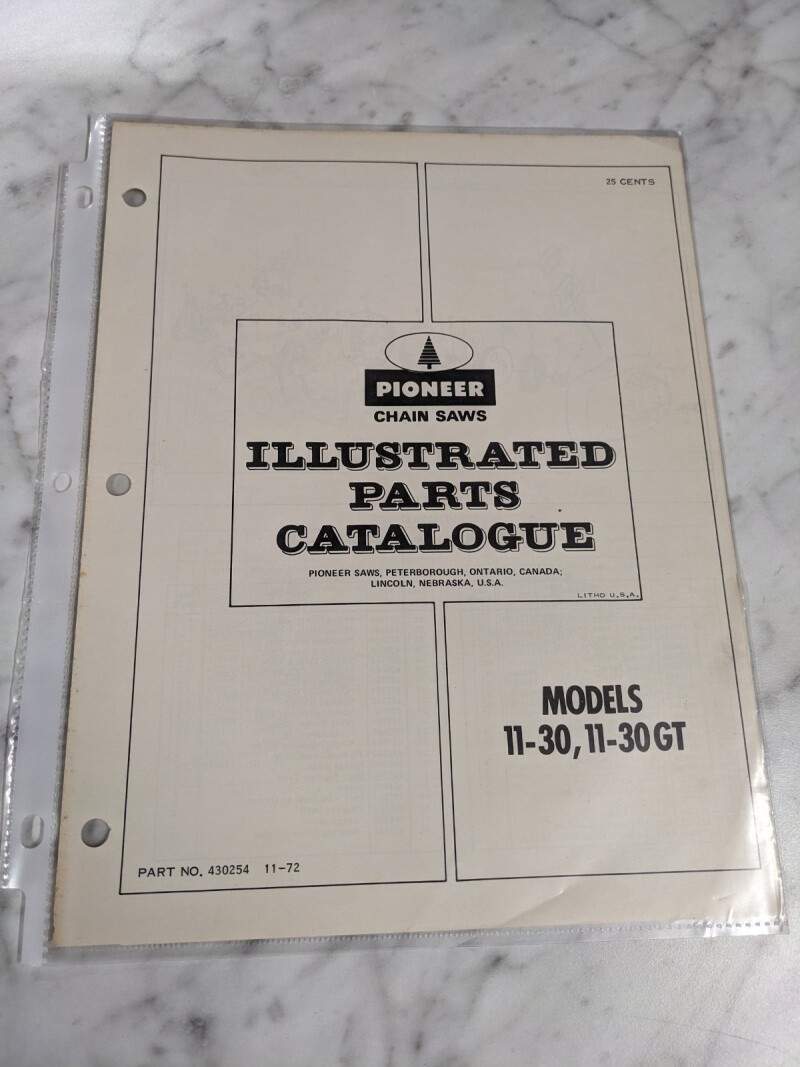 25 CENTS
PIONEER
CHAIN SAWS
ILLUSTRATED
PARTS
CATALOGUE
PIONEER SAWS, PETERBOROUGH, ONTARIO, CANADA;
LINCOLN, NEBRASKA, U.S.A.
LITHO U.S.A.
MODELS
11-30, 11-30GT
PART NO. 430254 11-72